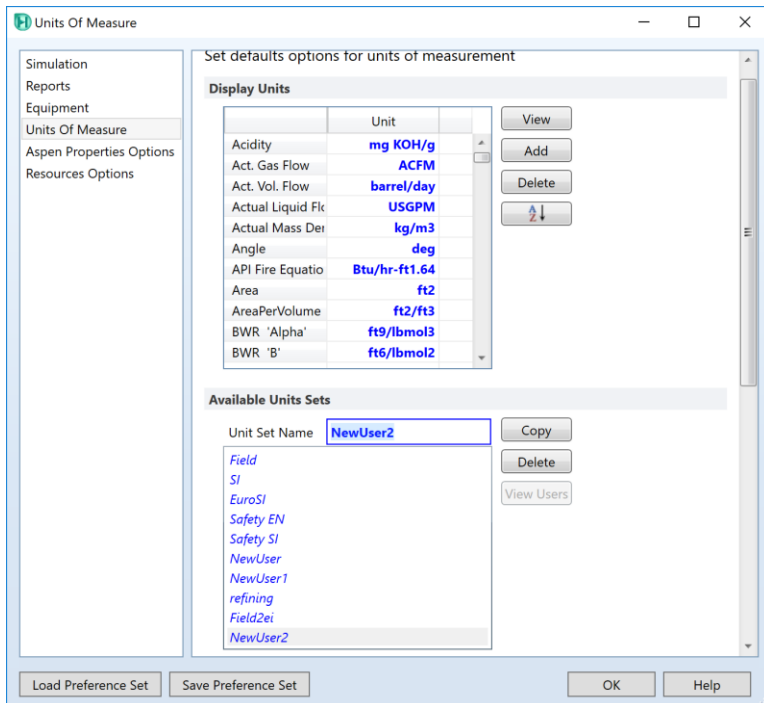 Units Of Measure
Simulation
Reports
Equipment
Units Of Measure
Aspen Properties Options
Resources Options
Set defaults options for units of measurement
Display Units
Unit
Acidity mg KOH/g
Act. Gas Flow ACFM
Act. Vol. Flow barrel/day
Actual Liquid Flo USGPM
Actual Mass Der kg/m3
Angle deg
API Fire Equatio Btu/hr-ft1.64
Area ft2
AreaPerVolume ft2/ft3
BWR 'Alpha' ft9/lbmol3
BWR 'B' ft6/lbmol2
View
Add
Delete
A
Z
Available Units Sets
Unit Set Name NewUser2
Field
SI
EuroSI
Safety EN
Safety SI
NewUser
NewUser1
refining
Field2ei
NewUser2
Copy
Delete
View Users
Load Preference Set Save Preference Set OK Help